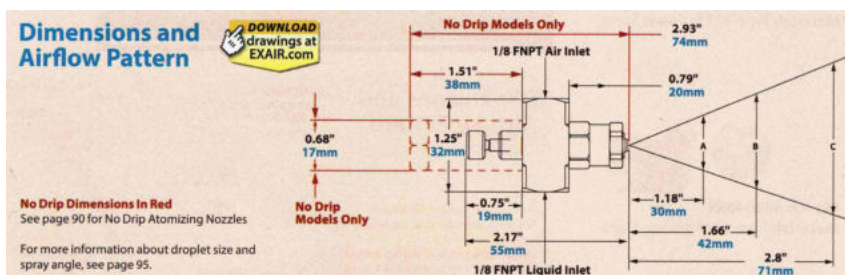 Dimensions and
Airflow Pattern
DOWNLOAD
drawings at
EXAIR.com
No Drip Models Only
2.93"
74mm
1/8 FNPT Air Inlet
1.51"
38mm
0.79"
20mm
0.68"
17mm
1.25"
32mm
A
B
C
No Drip
Models Only
0.75"
19mm
1.18"
30mm
2.17"
55mm
1.66"
42mm
1/8 FNPT Liquid Inlet
2.8"
71mm
No Drip Dimensions In Red
See page 90 for No Drip Atomizing Nozzles
For more information about droplet size and
spray angle, see page 95.